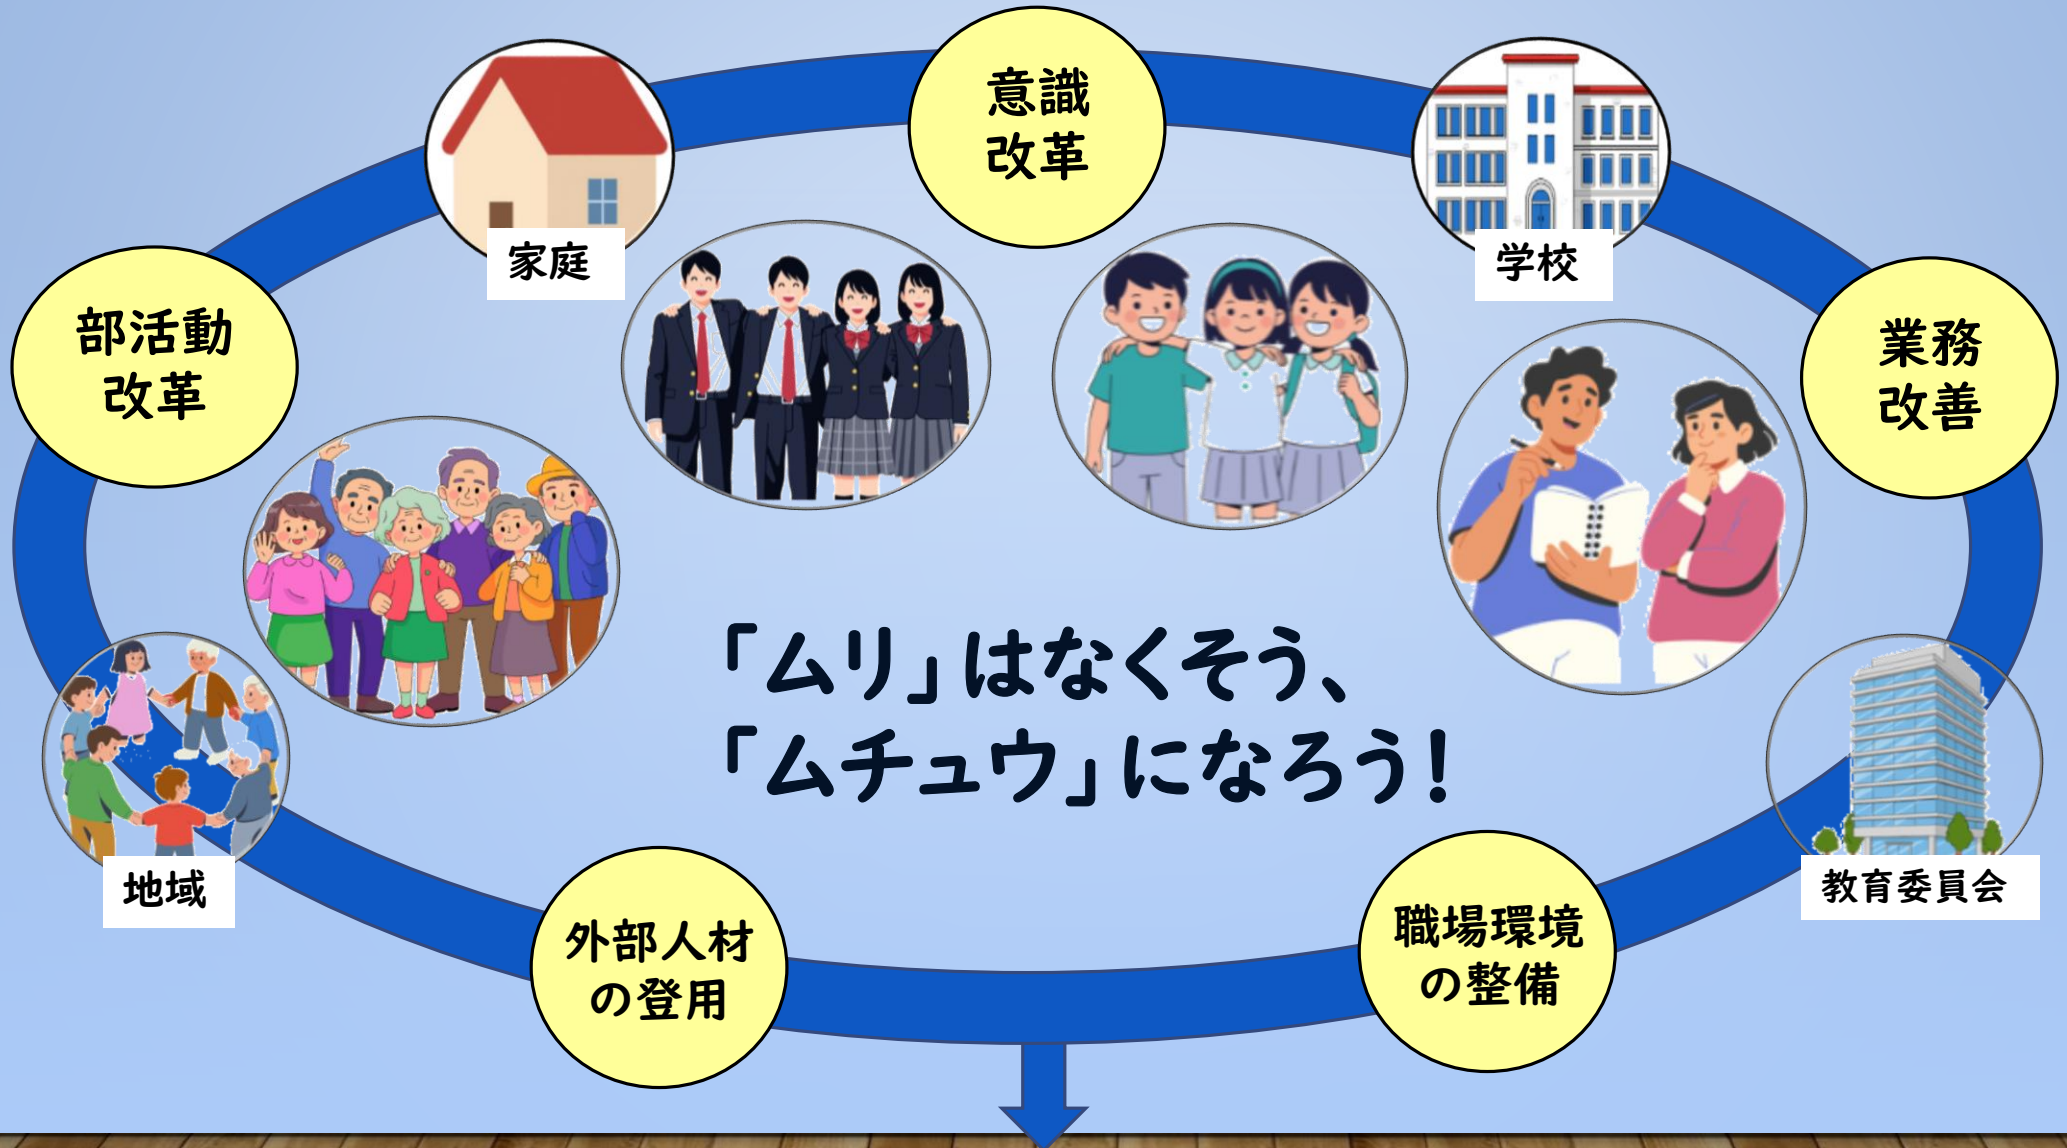 意識
改革
家庭
学校
部活動
改革
業務
改善
「ムリ」はなくそう、
「ムチュウ」になろう!
地域
教育委員会
外部人材
の登用
職場環境
の整備